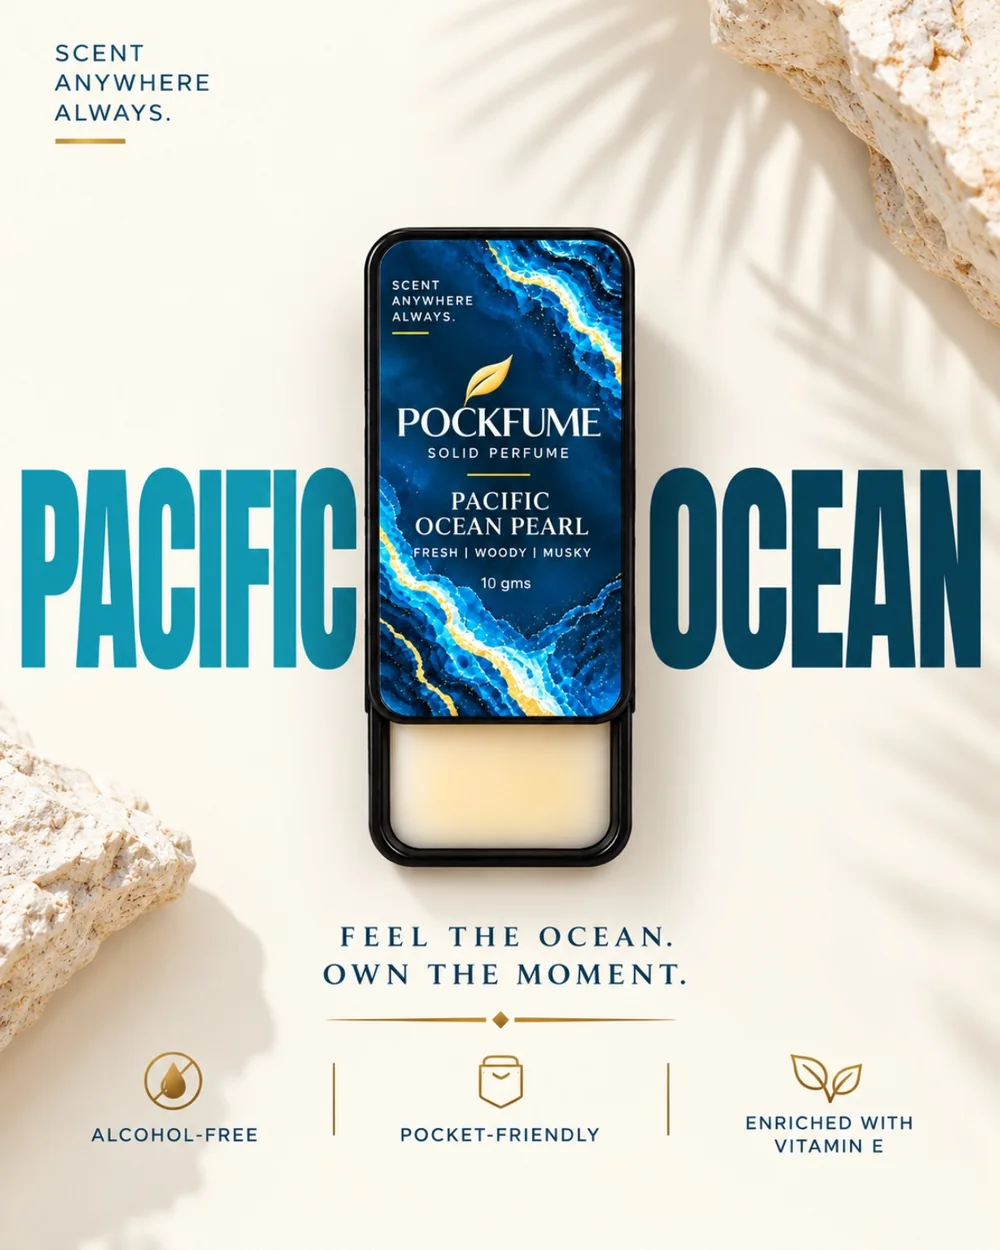 SCENT
ANYWHERE
ALWAYS.
SCENT
ANYWHERE
ALWAYS.
POCKFUME
SOLID PERFUME
PACIFIC
OCEAN PEARL
FRESH | WOODY | MUSKY
10 gms
PACIFIC OCEAN
FEEL THE OCEAN.
OWN THE MOMENT.
ALCOHOL-FREE
POCKET-FRIENDLY
ENRICHED WITH
VITAMIN E